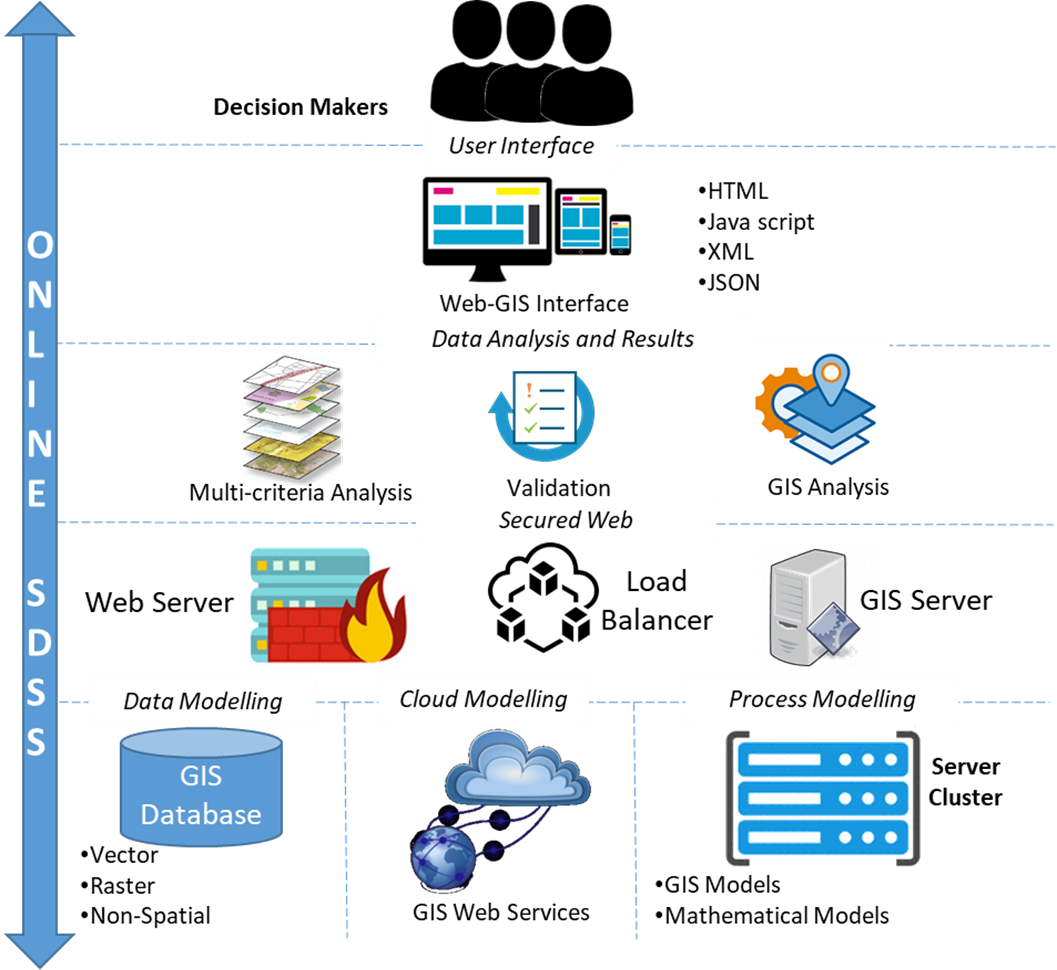 ONLINE SDSS
Decision Makers
User Interface
•HTML
•Java script
•XML
•JSON
Web-GIS Interface
Data Analysis and Results
Multi-criteria Analysis
Validation
GIS Analysis
Secured Web
Web Server
Load
Balancer
GIS Server
Data Modelling
Cloud Modelling
Process Modelling
GIS
Database
•Vector
•Raster
•Non-Spatial
GIS Web Services
Server
Cluster
•GIS Models
•Mathematical Models